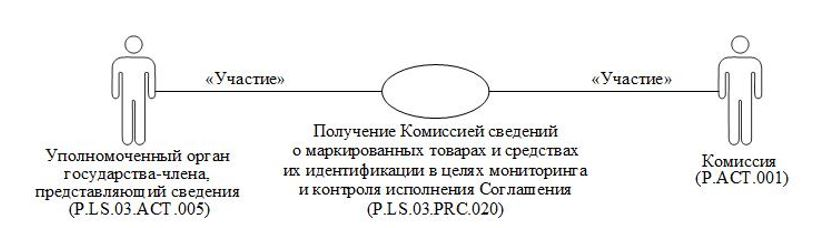 «Участие»
«Участие»
Уполномоченный орган
государства-члена,
представляющий сведения
(P.LS.03.ACT.005)
Получение Комиссией сведений
о маркированных товарах и средствах
их идентификации в целях мониторинга
и контроля исполнения Соглашения
(P.LS.03.PRC.020)
Комиссия
(P.ACT.001)